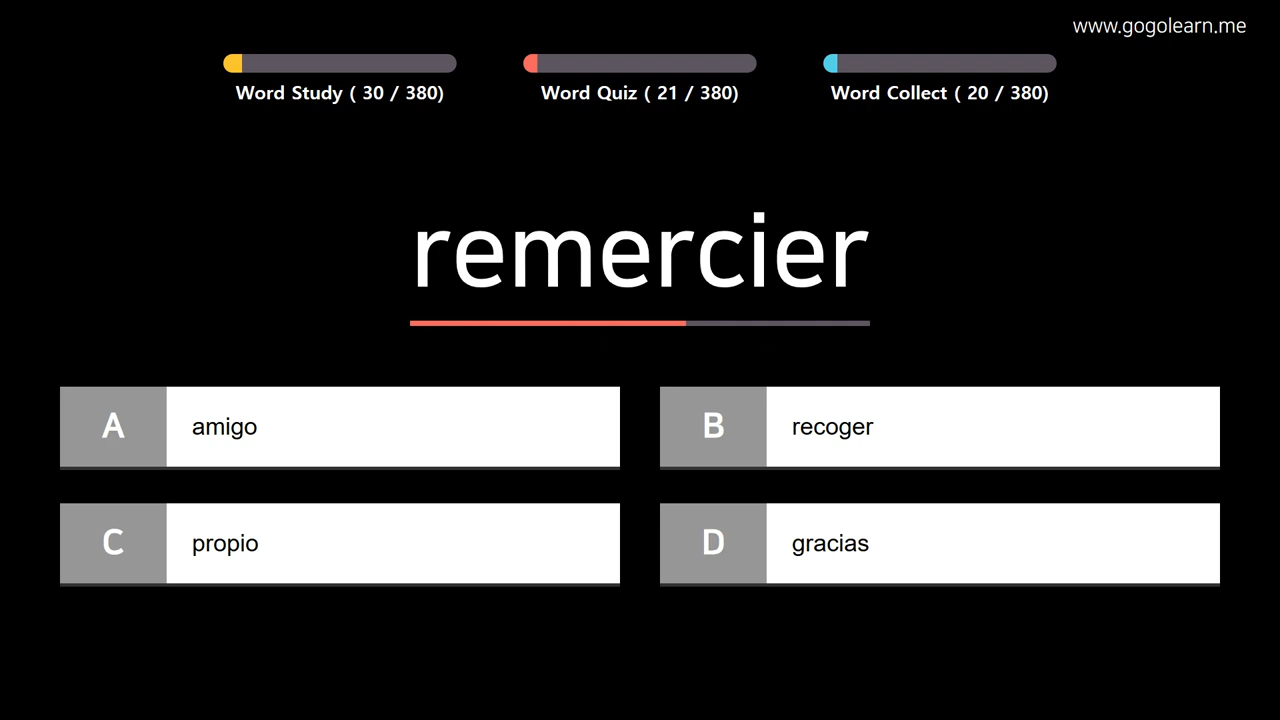 www.gogolearn.me
Word Study ( 30 / 380)
Word Quiz ( 21 / 380)
Word Collect ( 20 / 380)
remercier
A amigo
B recoger
C propio
D gracias